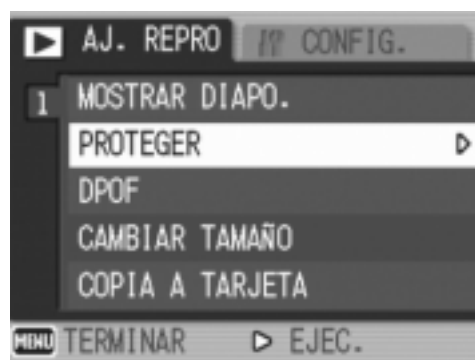 AJ. REPRO CONFIG.
1 MOSTRAR DIAPO.
PROTEGER
DPOF
CAMBIAR TAMAÑO
COPIA A TARJETA
MENU TERMINAR EJEC.